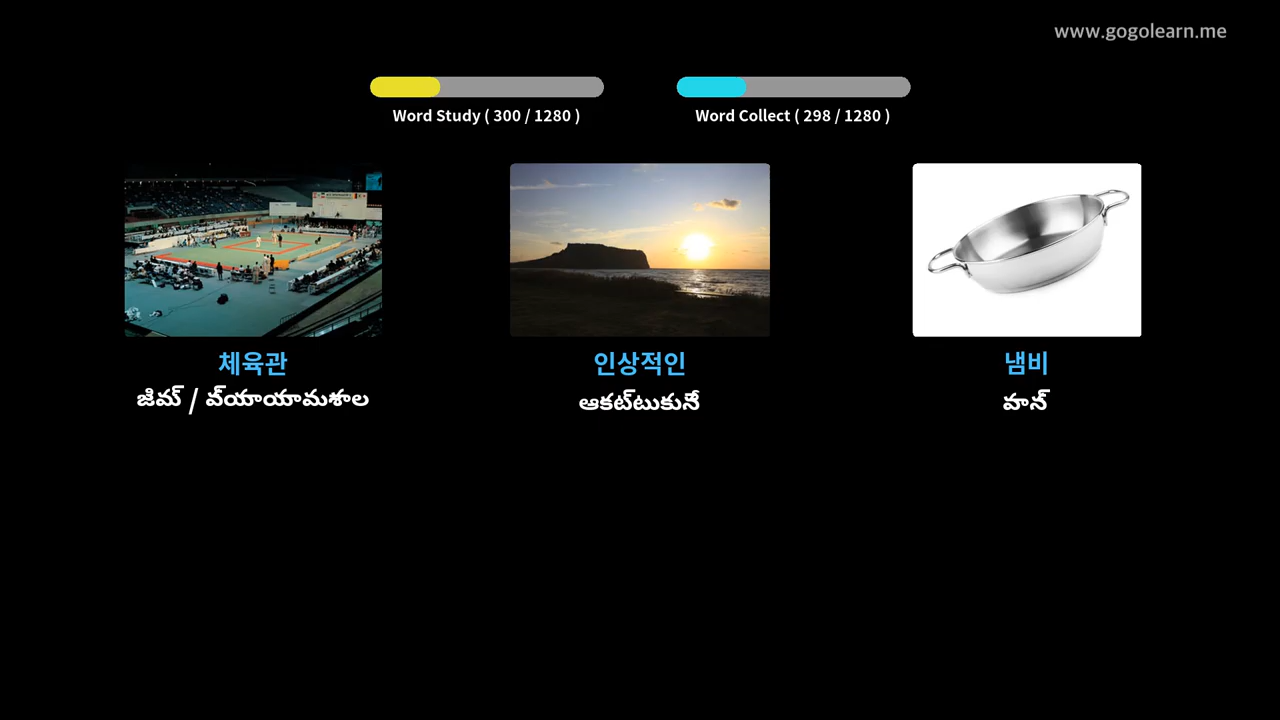 www.gogolearn.me
Word Study ( 300 / 1280 )
Word Collect ( 298 / 1280 )
체육관
인상적인
냄비
జిమ్ / వ్యాయామశాల
ఆకట్టుకునే
పాన్